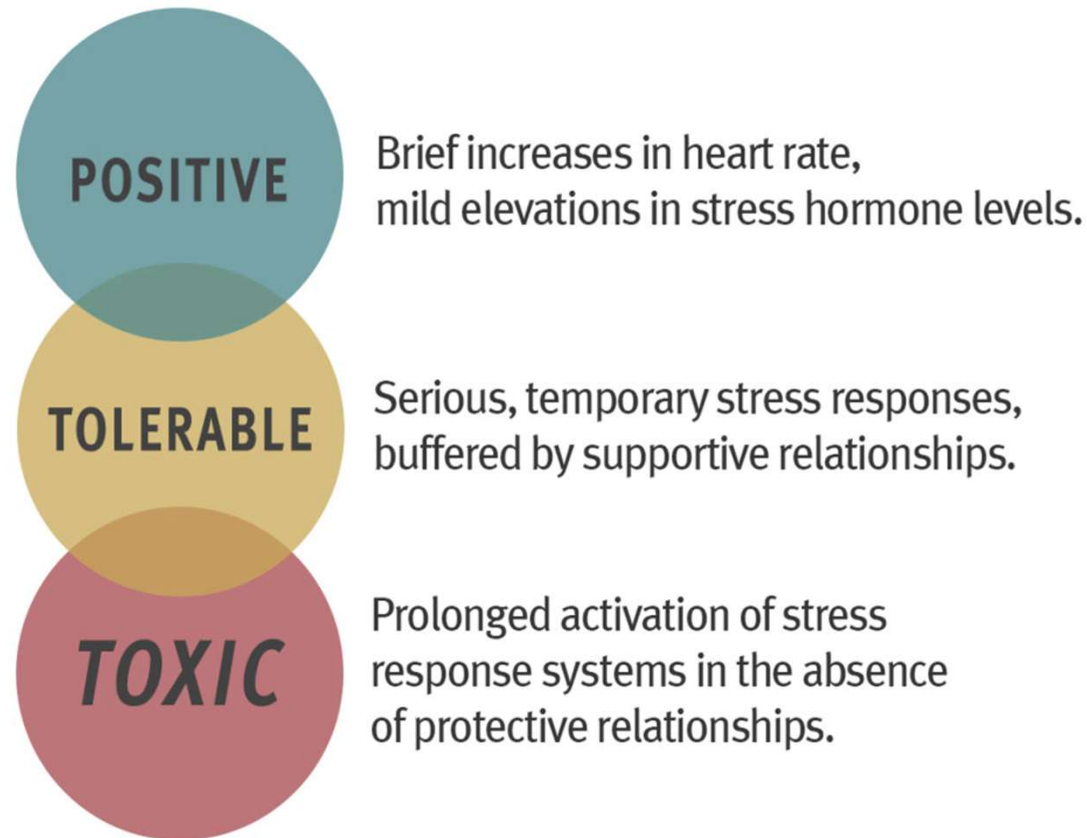 POSITIVE
Brief increases in heart rate,
mild elevations in stress hormone levels.
TOLERABLE
Serious, temporary stress responses,
buffered by supportive relationships.
TOXIC
Prolonged activation of stress
response systems in the absence
of protective relationships.